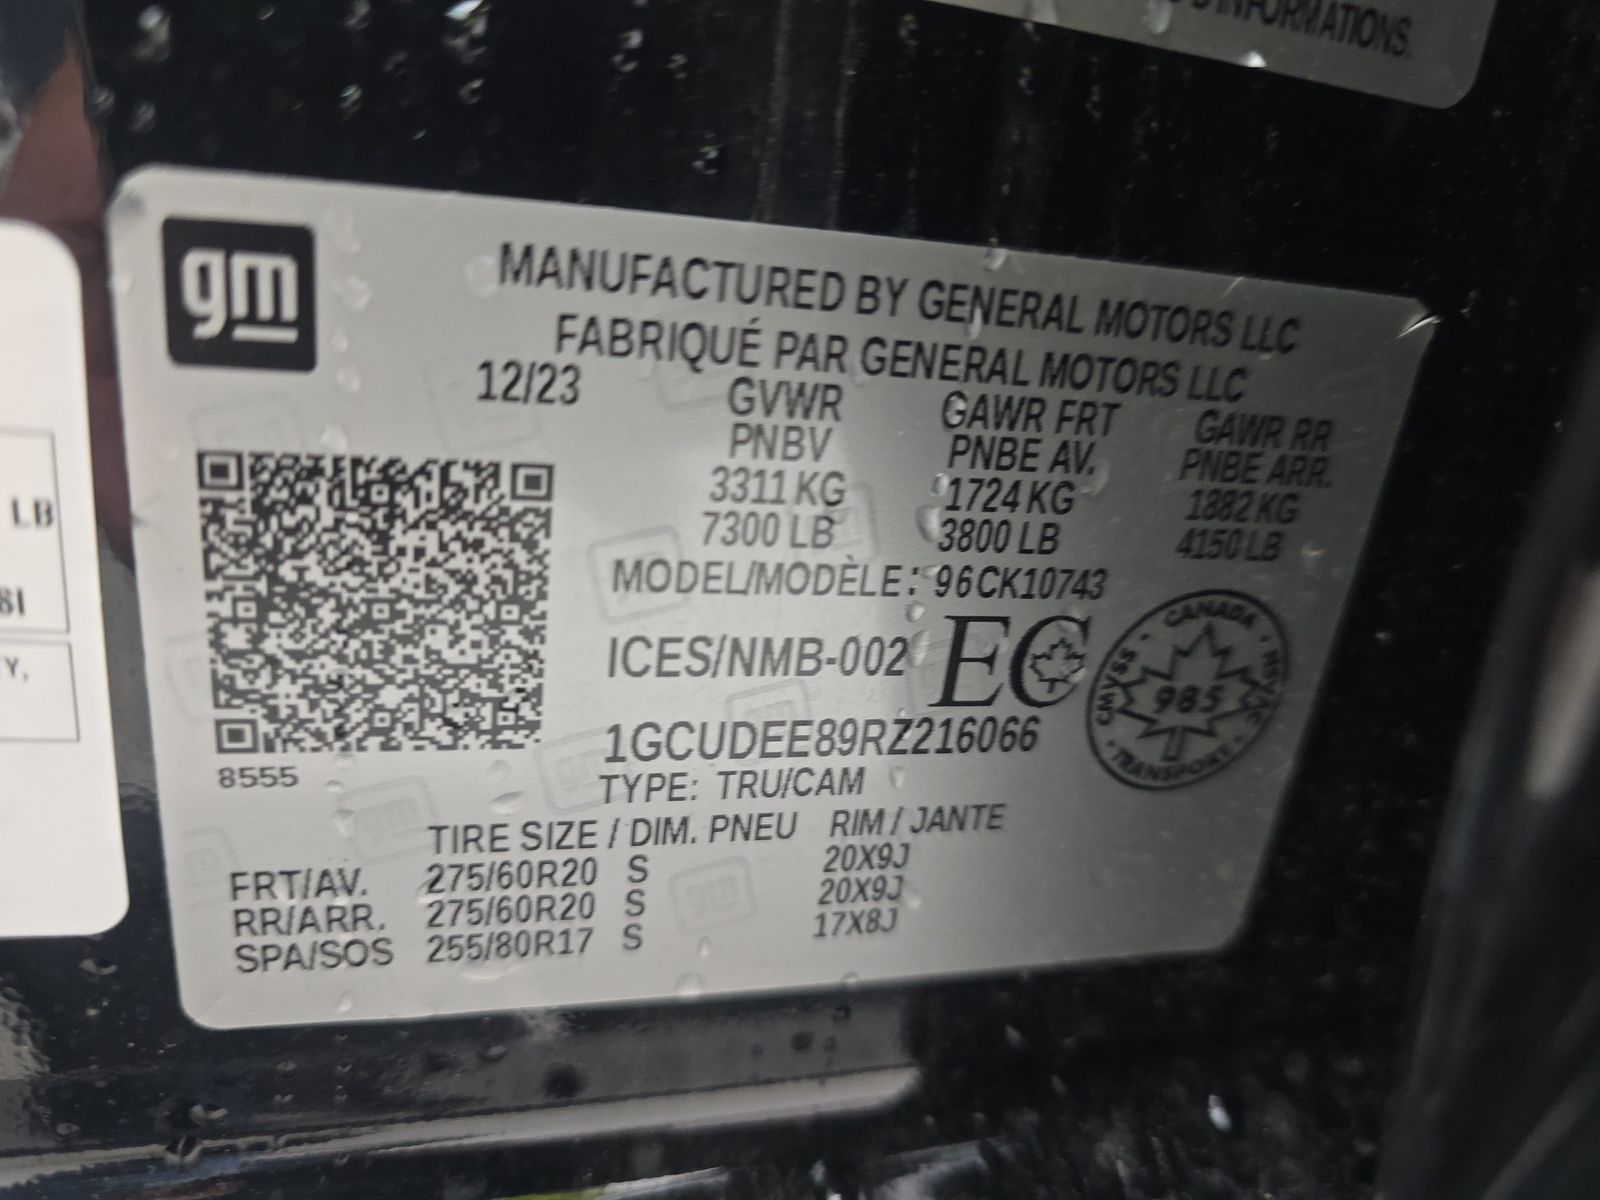 D'INFORMATIONS.
gm
MANUFACTURED BY GENERAL MOTORS LLC
FABRIQUÉ PAR GENERAL MOTORS LLC
12/23 GVWR GAWR FRT GAWR RR
PNBV PNBE AV. PNBE ARR.
3311 KG 1724 KG 1882 KG
7300 LB 3800 LB 4150 LB
MODEL/MODÈLE: 96CK10743
ICES/NMB-002 EC
CANADA · NSVAC · TRANSPORT · CMVSS ·
985
1GCUDEE89RZ216066
8555
TYPE: TRU/CAM
TIRE SIZE / DIM. PNEU RIM / JANTE
FRT/AV. 275/60R20 S 20X9J
RR/ARR. 275/60R20 S 20X9J
SPA/SOS 255/80R17 S 17X8J
LB